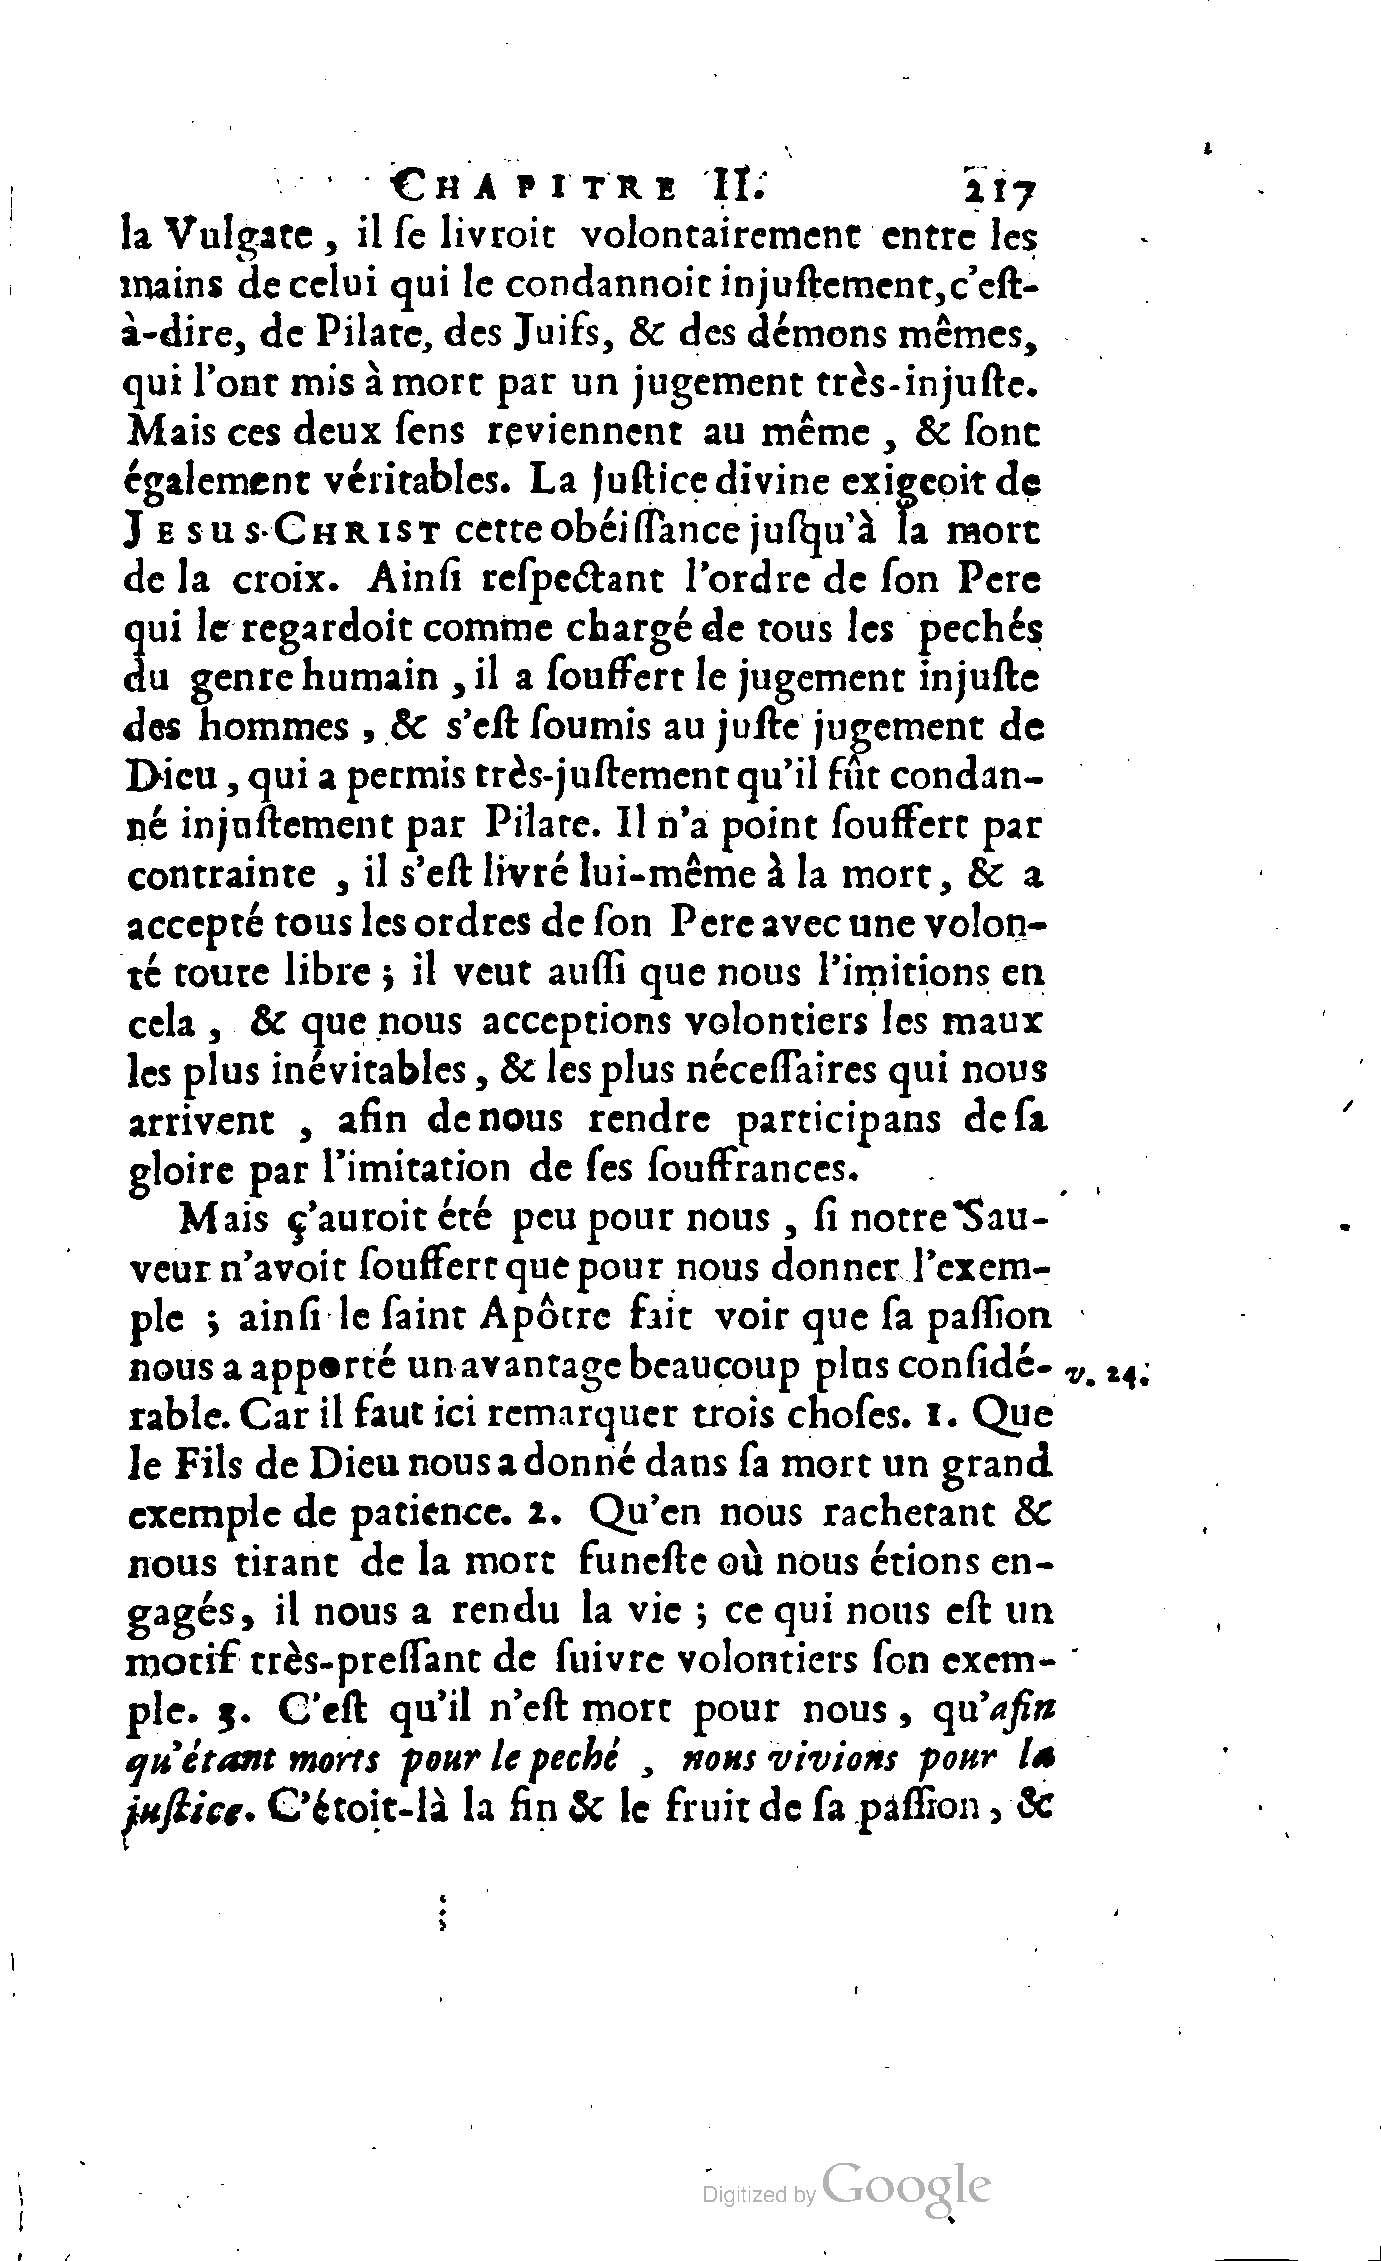 CHAPITRE II. 217
la Vulgate, il ſe livroit volontairement entre les
mains de celui qui le condannoit injuſtement, c'eſt-
à-dire, de Pilate, des Juifs, & des démons mêmes,
qui l'ont mis à mort par un jugement très-injuſte.
Mais ces deux ſens reviennent au même, & ſont
également véritables. La Juſtice divine exigeoit de
JESUS-CHRIST cette obéiſſance juſqu'à la mort
de la croix. Ainſi reſpectant l'ordre de ſon Pere
qui le regardoit comme chargé de tous les pechés
du genre humain, il a ſouffert le jugement injuſte
des hommes, & s'eſt ſoumis au juſte jugement de
Dieu, qui a permis très-juſtement qu'il fût condan-
né injuſtement par Pilate. Il n'a point ſouffert par
contrainte, il s'eſt livré lui-même à la mort, & a
accepté tous les ordres de ſon Pere avec une volon-
té toute libre; il veut auſſi que nous l'imitions en
cela, & que nous acceptions volontiers les maux
les plus inévitables, & les plus néceſſaires qui nous
arrivent, afin de nous rendre participans de ſa
gloire par l'imitation de ſes ſouffrances.
Mais ç'auroit été peu pour nous, ſi notre Sau-
veur n'avoit ſouffert que pour nous donner l'exem-
ple; ainſi le ſaint Apôtre fait voir que ſa paſſion
nous a apporté un avantage beaucoup plus conſidé- v. 24.
rable. Car il faut ici remarquer trois choſes. 1. Que
le Fils de Dieu nous a donné dans ſa mort un grand
exemple de patience. 2. Qu'en nous rachetant &
nous tirant de la mort funeſte où nous étions en-
gagés, il nous a rendu la vie; ce qui nous eſt un
motif très-preſſant de ſuivre volontiers ſon exem-
ple. 3. C'eſt qu'il n'eſt mort pour nous, qu'afin
qu'étant morts pour le peché, nous vivions pour la
juſtice. C'étoit-là la fin & le fruit de ſa paſſion, &
Digitized by Google